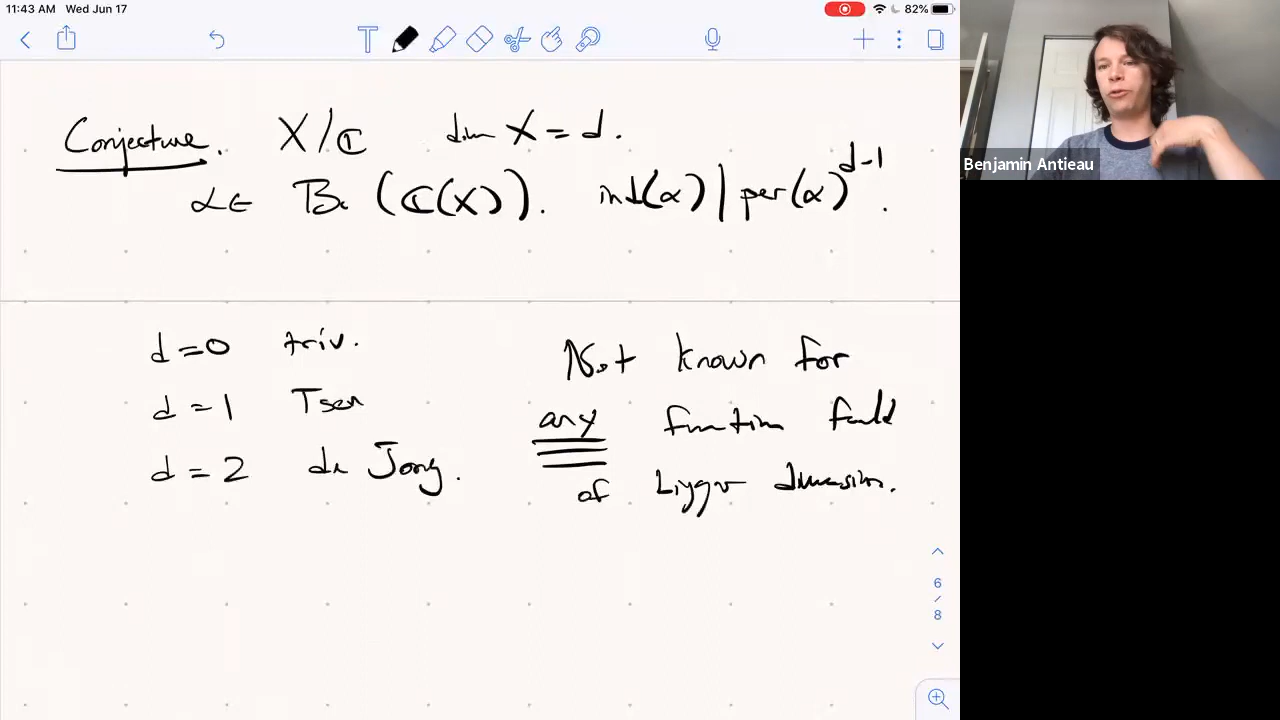 11:43 AM Wed Jun 17
82%
Conjecture. X/ℂ dim X = d.
α ∈ Br (ℂ(X)). ind(α) | per(α)^{d-1}.
Benjamin Antieau
d = 0 triv.
d = 1 Tsen
d = 2 de Jong.
Not known for
any function field
of bigger dimension.
6
/
8